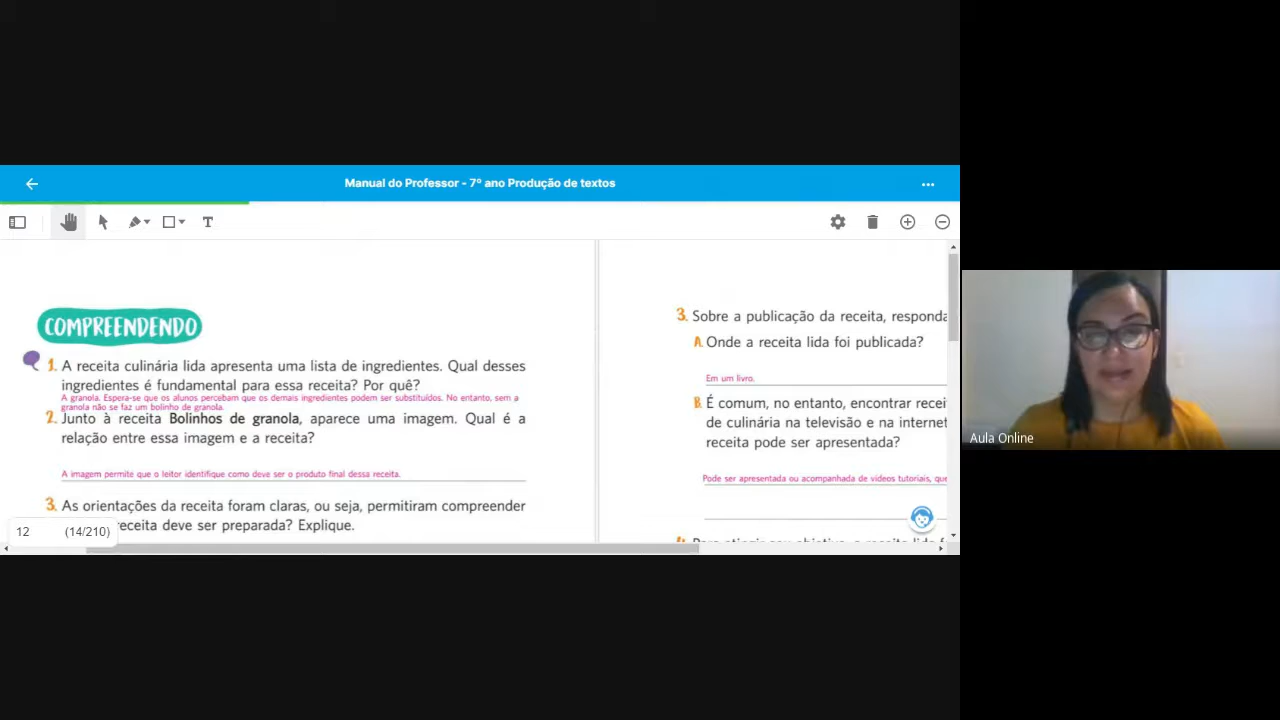 Manual do Professor - 7º ano Produção de textos
T
COMPREENDENDO
1. A receita culinária lida apresenta uma lista de ingredientes. Qual desses
ingredientes é fundamental para essa receita? Por quê?
A granola. Espera-se que os alunos percebam que os demais ingredientes podem ser substituídos. No entanto, sem a
granola não se faz um bolinho de granola.
2. Junto à receita Bolinhos de granola, aparece uma imagem. Qual é a
relação entre essa imagem e a receita?
A imagem permite que o leitor identifique como deve ser o produto final dessa receita.
3. As orientações da receita foram claras, ou seja, permitiram compreender
receita deve ser preparada? Explique.
12 (14/210)
3. Sobre a publicação da receita, responda
A. Onde a receita lida foi publicada?
Em um livro.
B. É comum, no entanto, encontrar recei
de culinária na televisão e na internet
receita pode ser apresentada?
Pode ser apresentada ou acompanhada de vídeos tutoriais, que
Aula Online